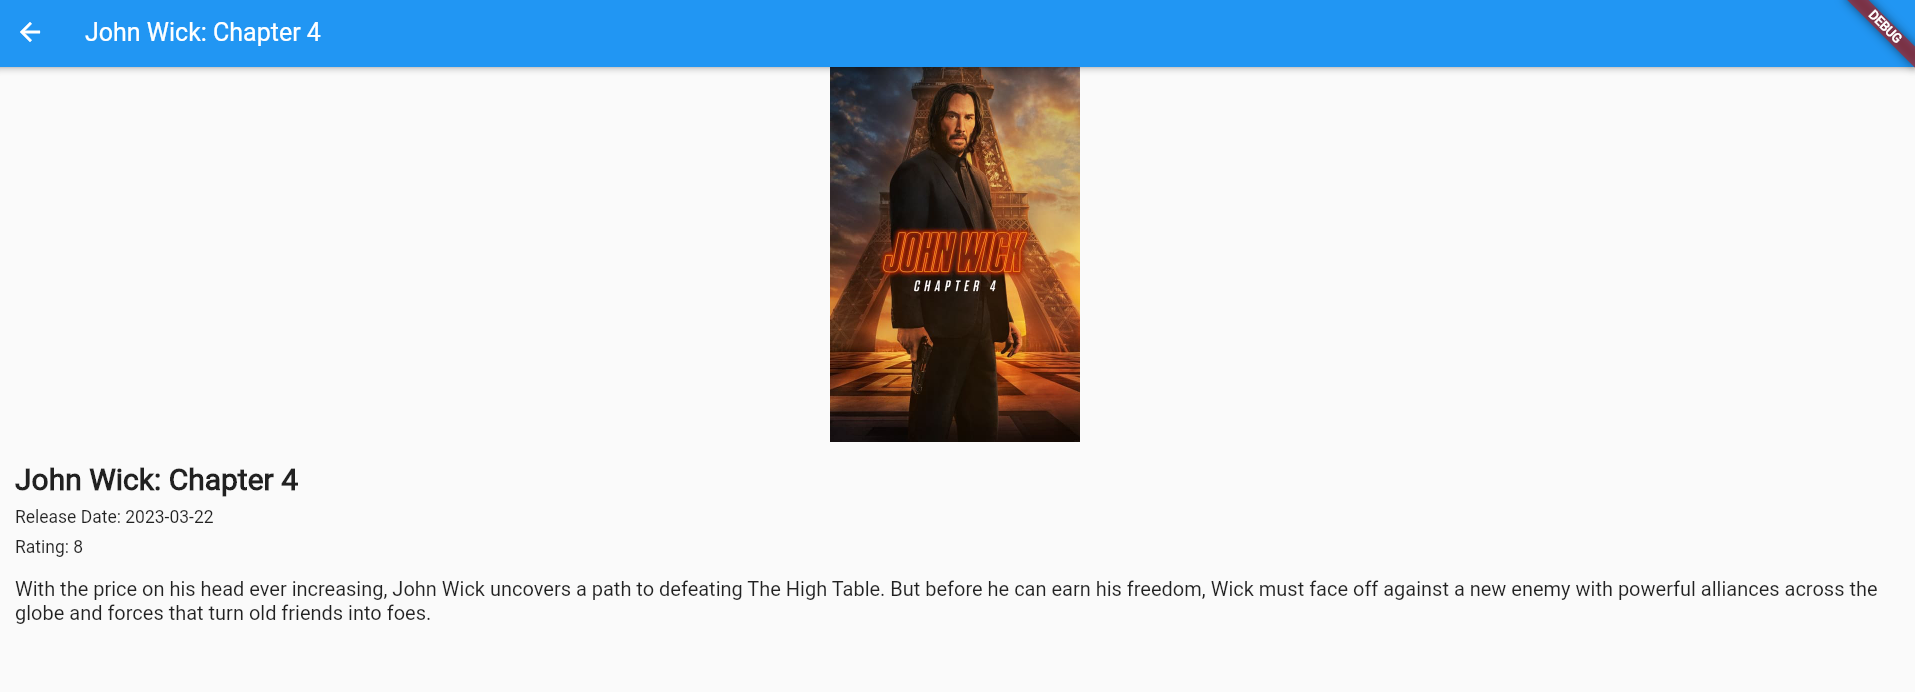 John Wick: Chapter 4
DEBUG
JOHN WICK
CHAPTER 4
John Wick: Chapter 4
Release Date: 2023-03-22
Rating: 8
With the price on his head ever increasing, John Wick uncovers a path to defeating The High Table. But before he can earn his freedom, Wick must face off against a new enemy with powerful alliances across the
globe and forces that turn old friends into foes.